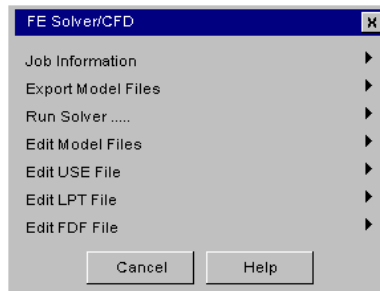 FE Solver/CFD
Job Information
Export Model Files
Run Solver .....
Edit Model Files
Edit USE File
Edit LPT File
Edit FDF File
Cancel Help